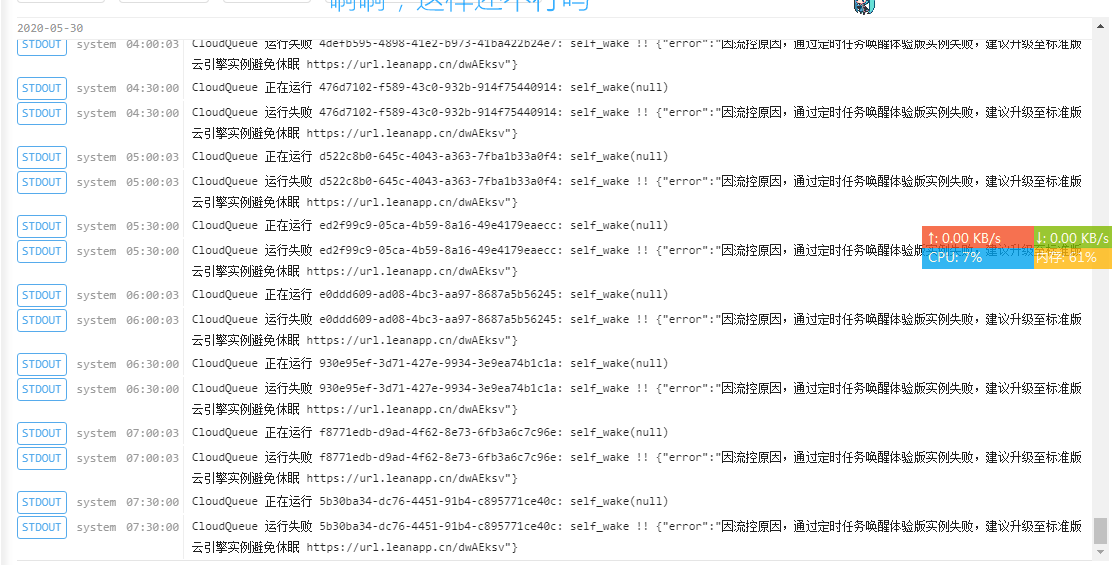 啊啊，这样还不行吗
2020-05-30
STDOUT system 04:00:03 CloudQueue 运行失败 4defb595-4898-41e2-b973-41ba422b24e7: self_wake !! {"error":"因流控原因，通过定时任务唤醒体验版实例失败，建议升级至标准版
云引擎实例避免休眠 https://url.leanapp.cn/dwAEksv"}
STDOUT system 04:30:00 CloudQueue 正在运行 476d7102-f589-43c0-932b-914f75440914: self_wake(null)
STDOUT system 04:30:00 CloudQueue 运行失败 476d7102-f589-43c0-932b-914f75440914: self_wake !! {"error":"因流控原因，通过定时任务唤醒体验版实例失败，建议升级至标准版
云引擎实例避免休眠 https://url.leanapp.cn/dwAEksv"}
STDOUT system 05:00:03 CloudQueue 正在运行 d522c8b0-645c-4043-a363-7fba1b33a0f4: self_wake(null)
STDOUT system 05:00:03 CloudQueue 运行失败 d522c8b0-645c-4043-a363-7fba1b33a0f4: self_wake !! {"error":"因流控原因，通过定时任务唤醒体验版实例失败，建议升级至标准版
云引擎实例避免休眠 https://url.leanapp.cn/dwAEksv"}
STDOUT system 05:30:00 CloudQueue 正在运行 ed2f99c9-05ca-4b59-8a16-49e4179eaecc: self_wake(null)
↑: 0.00 KB/s ↓: 0.00 KB/s
STDOUT system 05:30:00 CloudQueue 运行失败 ed2f99c9-05ca-4b59-8a16-49e4179eaecc: self_wake !! {"error":"因流控原因，通过定时任务唤醒体验版实例失败，建议升级至标准版
CPU: 7% 内存: 61%
云引擎实例避免休眠 https://url.leanapp.cn/dwAEksv"}
STDOUT system 06:00:03 CloudQueue 正在运行 e0ddd609-ad08-4bc3-aa97-8687a5b56245: self_wake(null)
STDOUT system 06:00:03 CloudQueue 运行失败 e0ddd609-ad08-4bc3-aa97-8687a5b56245: self_wake !! {"error":"因流控原因，通过定时任务唤醒体验版实例失败，建议升级至标准版
云引擎实例避免休眠 https://url.leanapp.cn/dwAEksv"}
STDOUT system 06:30:00 CloudQueue 正在运行 930e95ef-3d71-427e-9934-3e9ea74b1c1a: self_wake(null)
STDOUT system 06:30:00 CloudQueue 运行失败 930e95ef-3d71-427e-9934-3e9ea74b1c1a: self_wake !! {"error":"因流控原因，通过定时任务唤醒体验版实例失败，建议升级至标准版
云引擎实例避免休眠 https://url.leanapp.cn/dwAEksv"}
STDOUT system 07:00:03 CloudQueue 正在运行 f8771edb-d9ad-4f62-8e73-6fb3a6c7c96e: self_wake(null)
STDOUT system 07:00:03 CloudQueue 运行失败 f8771edb-d9ad-4f62-8e73-6fb3a6c7c96e: self_wake !! {"error":"因流控原因，通过定时任务唤醒体验版实例失败，建议升级至标准版
云引擎实例避免休眠 https://url.leanapp.cn/dwAEksv"}
STDOUT system 07:30:00 CloudQueue 正在运行 5b30ba34-dc76-4451-91b4-c895771ce40c: self_wake(null)
STDOUT system 07:30:00 CloudQueue 运行失败 5b30ba34-dc76-4451-91b4-c895771ce40c: self_wake !! {"error":"因流控原因，通过定时任务唤醒体验版实例失败，建议升级至标准版
云引擎实例避免休眠 https://url.leanapp.cn/dwAEksv"}